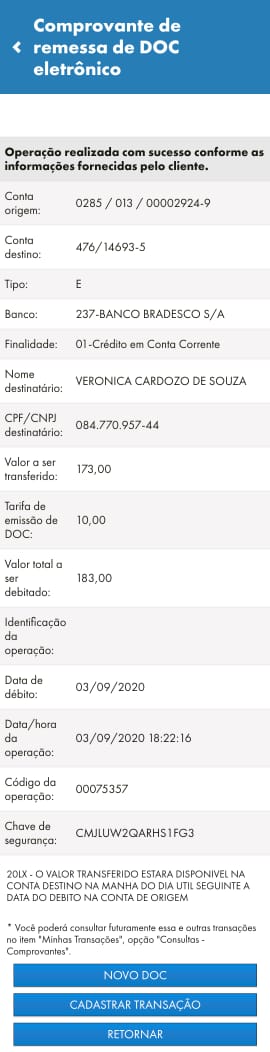 Comprovante de
remessa de DOC
eletrônico
Operação realizada com sucesso conforme as
informações fornecidas pelo cliente.
Conta
origem:
0285 / 013 / 00002924-9
Conta
destino:
476/14693-5
Tipo:
E
Banco:
237-BANCO BRADESCO S/A
Finalidade:
01-Crédito em Conta Corrente
Nome
destinatário:
VERONICA CARDOZO DE SOUZA
CPF/CNPJ
destinatário:
084.770.957-44
Valor a ser
transferido:
173,00
Tarifa de
emissão de
DOC:
10,00
Valor total a
ser
debitado:
183,00
Identificação
da
operação:
Data de
débito:
03/09/2020
Data/hora
da
operação:
03/09/2020 18:22:16
Código da
operação:
00075357
Chave de
segurança:
CMJLUW2QARHS1FG3
20LX - O VALOR TRANSFERIDO ESTARA DISPONIVEL NA
CONTA DESTINO NA MANHA DO DIA UTIL SEGUINTE A
DATA DO DEBITO NA CONTA DE ORIGEM
* Você poderá consultar futuramente essa e outras transações
no item "Minhas Transações", opção "Consultas -
Comprovantes".
NOVO DOC
CADASTRAR TRANSAÇÃO
RETORNAR